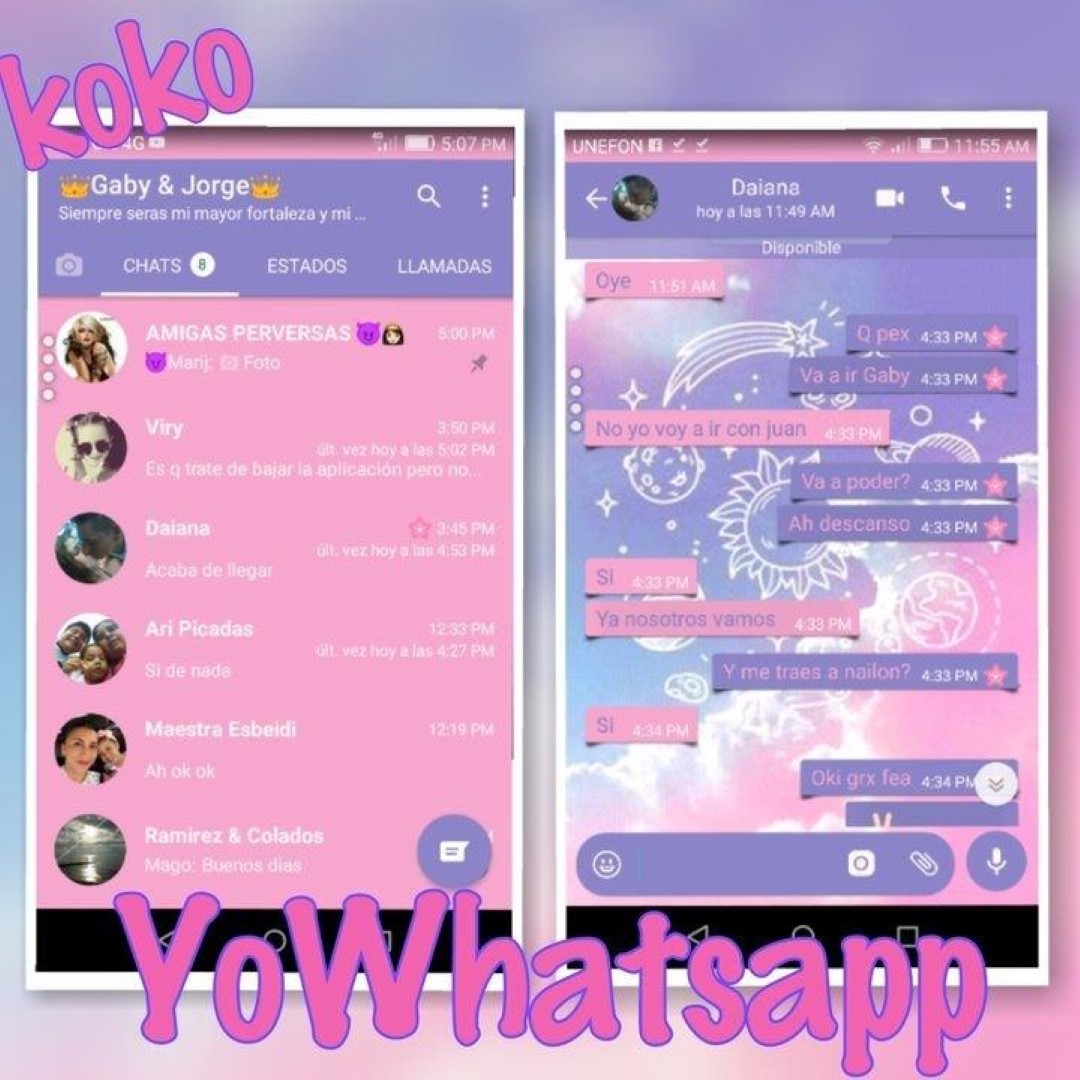 koko
4G
4G 5:07 PM
👑Gaby & Jorge👑
Siempre seras mi mayor fortaleza y mi ...
CHATS 8 ESTADOS LLAMADAS
AMIGAS PERVERSAS 😈👩 5:00 PM
😈Marij: 📷 Foto
Viry 3:50 PM
últ. vez hoy a las 5:02 PM
Es q trate de bajar la aplicación pero no...
Daiana 3:45 PM
últ. vez hoy a las 4:53 PM
Acaba de llegar
Ari Picadas 12:33 PM
últ. vez hoy a las 4:27 PM
Si de nada
Maestra Esbeidi 12:19 PM
Ah ok ok
Ramirez & Colados
Mago: Buenos dias
UNEFON 11:55 AM
Daiana
hoy a las 11:49 AM
Disponible
Oye 11:51 AM
Q pex 4:33 PM
Va a ir Gaby 4:33 PM
No yo voy a ir con juan 4:33 PM
Va a poder? 4:33 PM
Ah descanso 4:33 PM
Si 4:33 PM
Ya nosotros vamos 4:33 PM
Y me traes a nailon? 4:33 PM
Si 4:34 PM
Oki grx fea 4:34 PM
YoWhatsapp